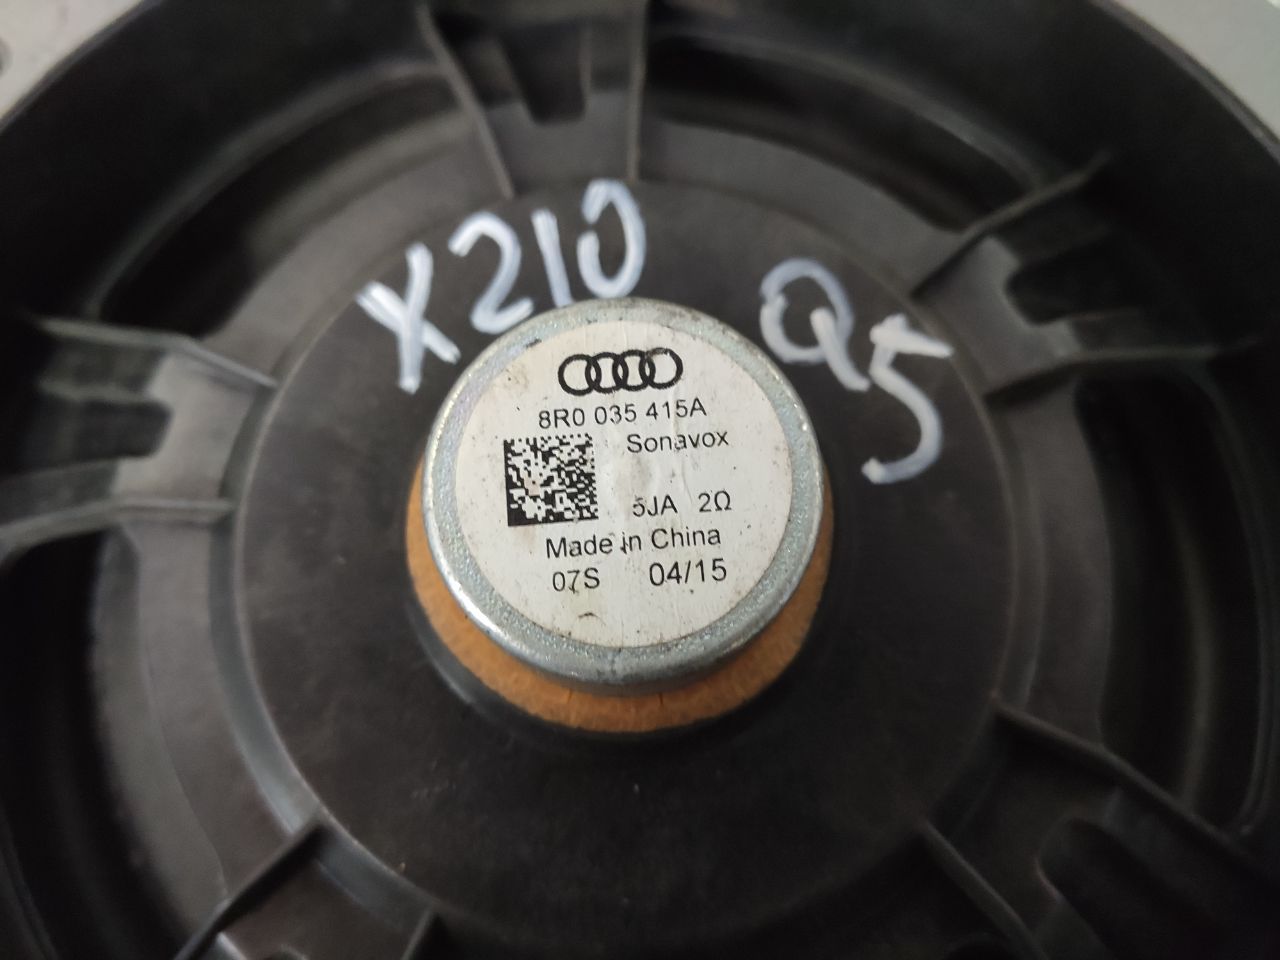 X210 Q5
8R0 035 415A
Sonavox
5JA 2Ω
Made in China
07S 04/15